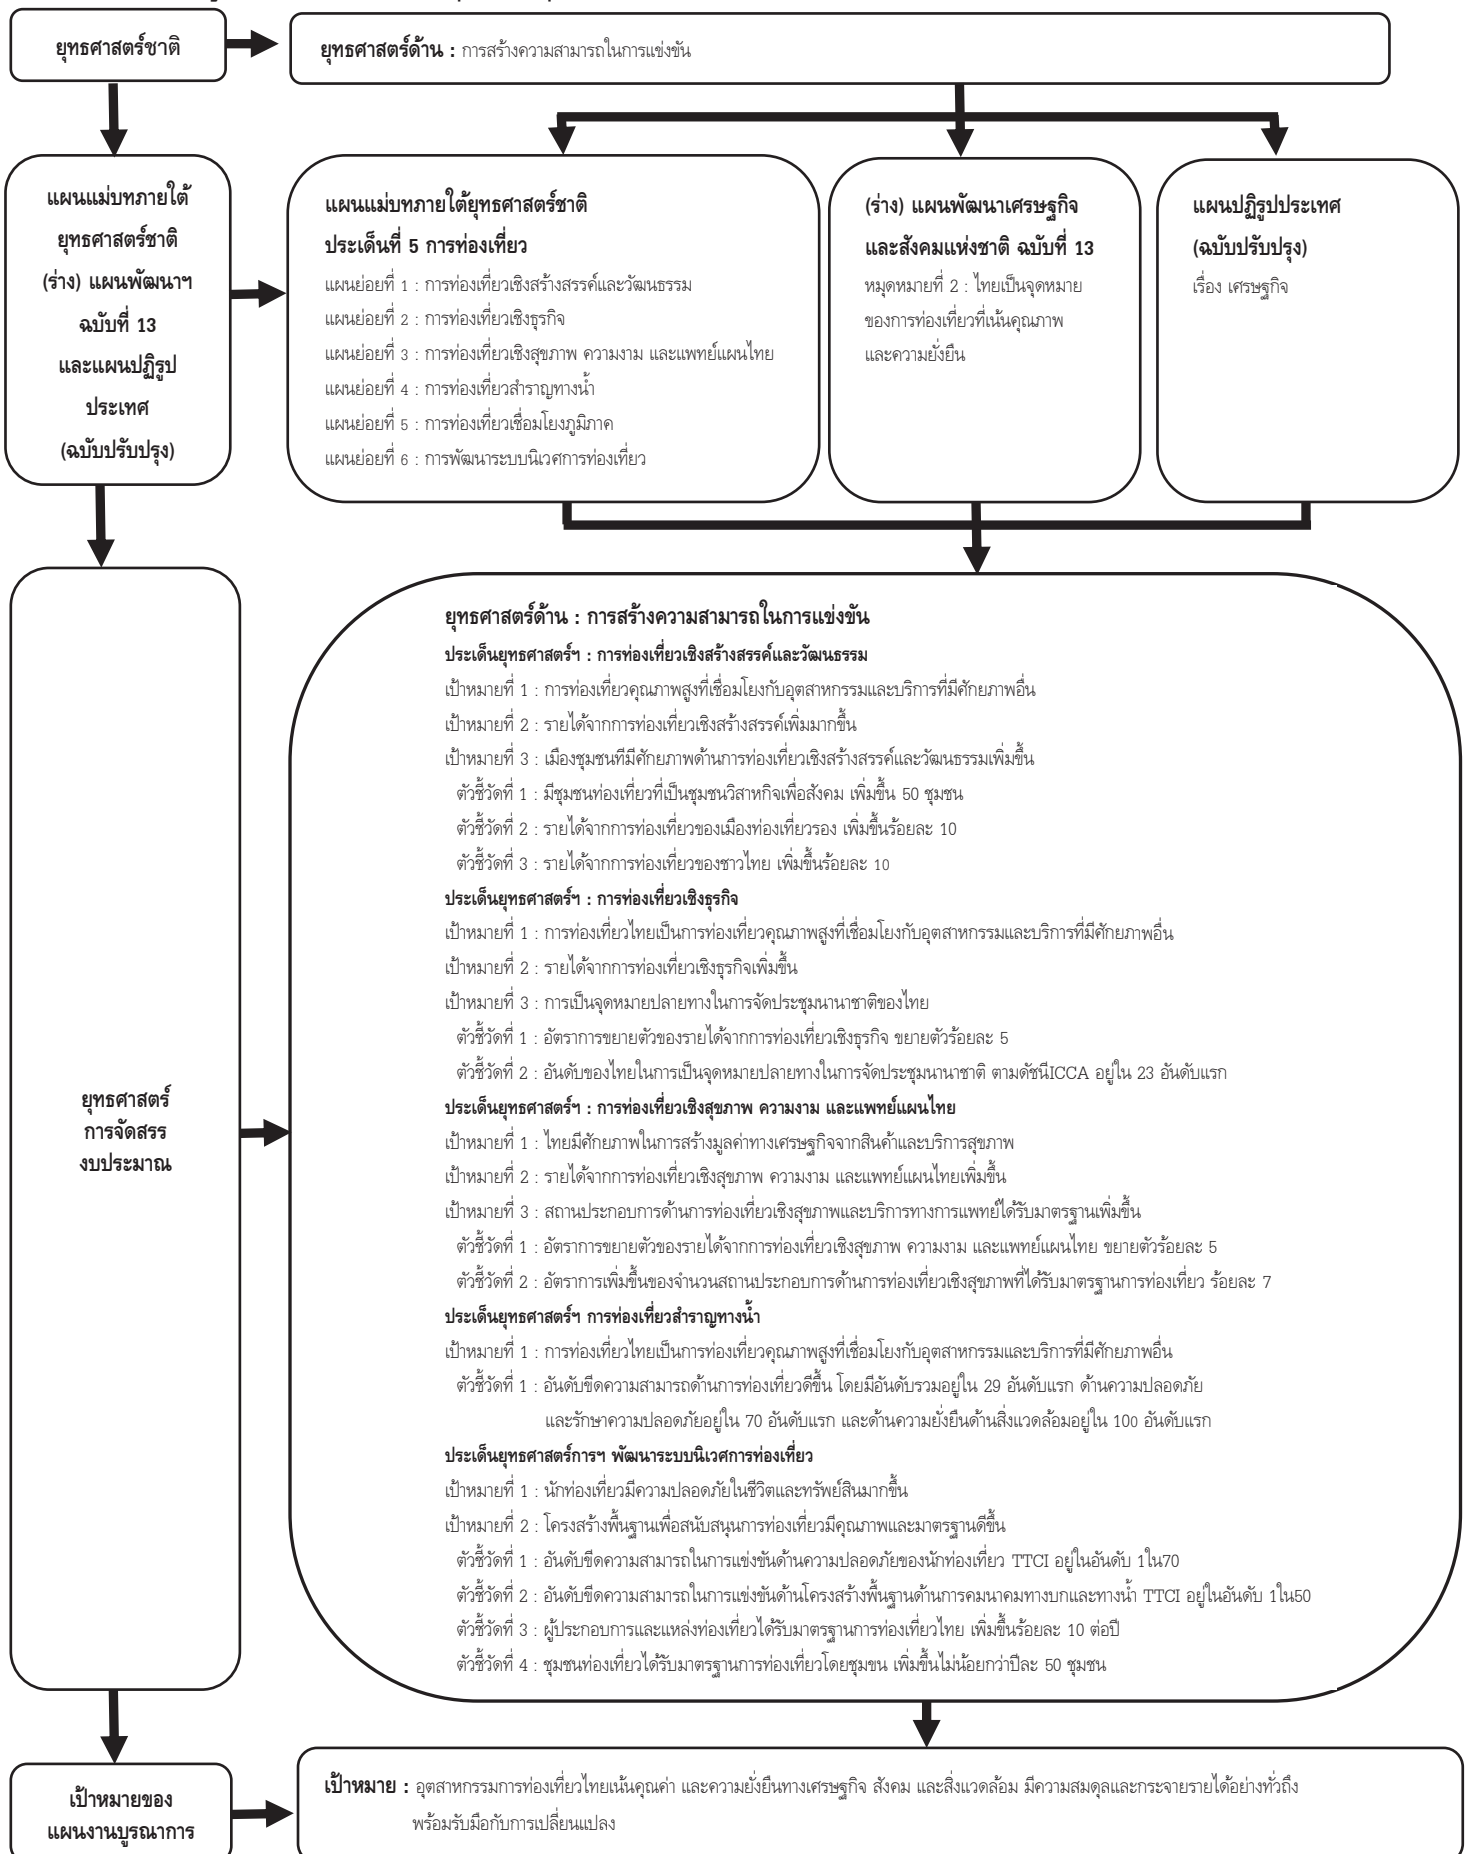 ยุทธศาสตร์ชาติ
ยุทธศาสตร์ด้าน : การสร้างความสามารถในการแข่งขัน
แผนแม่บทภายใต้
ยุทธศาสตร์ชาติ
(ร่าง) แผนพัฒนาฯ
ฉบับที่ 13
และแผนปฏิรูป
ประเทศ
(ฉบับปรับปรุง)
แผนแม่บทภายใต้ยุทธศาสตร์ชาติ
ประเด็นที่ 5 การท่องเที่ยว
แผนย่อยที่ 1 : การท่องเที่ยวเชิงสร้างสรรค์และวัฒนธรรม
แผนย่อยที่ 2 : การท่องเที่ยวเชิงธุรกิจ
แผนย่อยที่ 3 : การท่องเที่ยวเชิงสุขภาพ ความงาม และแพทย์แผนไทย
แผนย่อยที่ 4 : การท่องเที่ยวสำราญทางน้ำ
แผนย่อยที่ 5 : การท่องเที่ยวเชื่อมโยงภูมิภาค
แผนย่อยที่ 6 : การพัฒนาระบบนิเวศการท่องเที่ยว
(ร่าง) แผนพัฒนาเศรษฐกิจ
และสังคมแห่งชาติ ฉบับที่ 13
หมุดหมายที่ 2 : ไทยเป็นจุดหมาย
ของการท่องเที่ยวที่เน้นคุณภาพ
และความยั่งยืน
แผนปฏิรูปประเทศ
(ฉบับปรับปรุง)
เรื่อง เศรษฐกิจ
ยุทธศาสตร์
การจัดสรร
งบประมาณ
ยุทธศาสตร์ด้าน : การสร้างความสามารถในการแข่งขัน
ประเด็นยุทธศาสตร์ฯ : การท่องเที่ยวเชิงสร้างสรรค์และวัฒนธรรม
เป้าหมายที่ 1 : การท่องเที่ยวคุณภาพสูงที่เชื่อมโยงกับอุตสาหกรรมและบริการที่มีศักยภาพอื่น
เป้าหมายที่ 2 : รายได้จากการท่องเที่ยวเชิงสร้างสรรค์เพิ่มมากขึ้น
เป้าหมายที่ 3 : เมืองชุมชนทีมีศักยภาพด้านการท่องเที่ยวเชิงสร้างสรรค์และวัฒนธรรมเพิ่มขึ้น
ตัวชี้วัดที่ 1 : มีชุมชนท่องเที่ยวที่เป็นชุมชนวิสาหกิจเพื่อสังคม เพิ่มขึ้น 50 ชุมชน
ตัวชี้วัดที่ 2 : รายได้จากการท่องเที่ยวของเมืองท่องเที่ยวรอง เพิ่มขึ้นร้อยละ 10
ตัวชี้วัดที่ 3 : รายได้จากการท่องเที่ยวของชาวไทย เพิ่มขึ้นร้อยละ 10
ประเด็นยุทธศาสตร์ฯ : การท่องเที่ยวเชิงธุรกิจ
เป้าหมายที่ 1 : การท่องเที่ยวไทยเป็นการท่องเที่ยวคุณภาพสูงที่เชื่อมโยงกับอุตสาหกรรมและบริการที่มีศักยภาพอื่น
เป้าหมายที่ 2 : รายได้จากการท่องเที่ยวเชิงธุรกิจเพิ่มขึ้น
เป้าหมายที่ 3 : การเป็นจุดหมายปลายทางในการจัดประชุมนานาชาติของไทย
ตัวชี้วัดที่ 1 : อัตราการขยายตัวของรายได้จากการท่องเที่ยวเชิงธุรกิจ ขยายตัวร้อยละ 5
ตัวชี้วัดที่ 2 : อันดับของไทยในการเป็นจุดหมายปลายทางในการจัดประชุมนานาชาติ ตามดัชนีICCA อยู่ใน 23 อันดับแรก
ประเด็นยุทธศาสตร์ฯ : การท่องเที่ยวเชิงสุขภาพ ความงาม และแพทย์แผนไทย
เป้าหมายที่ 1 : ไทยมีศักยภาพในการสร้างมูลค่าทางเศรษฐกิจจากสินค้าและบริการสุขภาพ
เป้าหมายที่ 2 : รายได้จากการท่องเที่ยวเชิงสุขภาพ ความงาม และแพทย์แผนไทยเพิ่มขึ้น
เป้าหมายที่ 3 : สถานประกอบการด้านการท่องเที่ยวเชิงสุขภาพและบริการทางการแพทย์ได้รับมาตรฐานเพิ่มขึ้น
ตัวชี้วัดที่ 1 : อัตราการขยายตัวของรายได้จากการท่องเที่ยวเชิงสุขภาพ ความงาม และแพทย์แผนไทย ขยายตัวร้อยละ 5
ตัวชี้วัดที่ 2 : อัตราการเพิ่มขึ้นของจำนวนสถานประกอบการด้านการท่องเที่ยวเชิงสุขภาพที่ได้รับมาตรฐานการท่องเที่ยว ร้อยละ 7
ประเด็นยุทธศาสตร์ฯ การท่องเที่ยวสำราญทางน้ำ
เป้าหมายที่ 1 : การท่องเที่ยวไทยเป็นการท่องเที่ยวคุณภาพสูงที่เชื่อมโยงกับอุตสาหกรรมและบริการที่มีศักยภาพอื่น
ตัวชี้วัดที่ 1 : อันดับขีดความสามารถด้านการท่องเที่ยวดีขึ้น โดยมีอันดับรวมอยู่ใน 29 อันดับแรก ด้านความปลอดภัย
และรักษาความปลอดภัยอยู่ใน 70 อันดับแรก และด้านความยั่งยืนด้านสิ่งแวดล้อมอยู่ใน 100 อันดับแรก
ประเด็นยุทธศาสตร์การฯ พัฒนาระบบนิเวศการท่องเที่ยว
เป้าหมายที่ 1 : นักท่องเที่ยวมีความปลอดภัยในชีวิตและทรัพย์สินมากขึ้น
เป้าหมายที่ 2 : โครงสร้างพื้นฐานเพื่อสนับสนุนการท่องเที่ยวมีคุณภาพและมาตรฐานดีขึ้น
ตัวชี้วัดที่ 1 : อันดับขีดความสามารถในการแข่งขันด้านความปลอดภัยของนักท่องเที่ยว TTCI อยู่ในอันดับ 1ใน70
ตัวชี้วัดที่ 2 : อันดับขีดความสามารถในการแข่งขันด้านโครงสร้างพื้นฐานด้านการคมนาคมทางบกและทางน้ำ TTCI อยู่ในอันดับ 1ใน50
ตัวชี้วัดที่ 3 : ผู้ประกอบการและแหล่งท่องเที่ยวได้รับมาตรฐานการท่องเที่ยวไทย เพิ่มขึ้นร้อยละ 10 ต่อปี
ตัวชี้วัดที่ 4 : ชุมชนท่องเที่ยวได้รับมาตรฐานการท่องเที่ยวโดยชุมขน เพิ่มขึ้นไม่น้อยกว่าปีละ 50 ชุมชน
เป้าหมายของ
แผนงานบูรณาการ
เป้าหมาย : อุตสาหกรรมการท่องเที่ยวไทยเน้นคุณค่า และความยั่งยืนทางเศรษฐกิจ สังคม และสิ่งแวดล้อม มีความสมดุลและกระจายรายได้อย่างทั่วถึง
พร้อมรับมือกับการเปลี่ยนแปลง